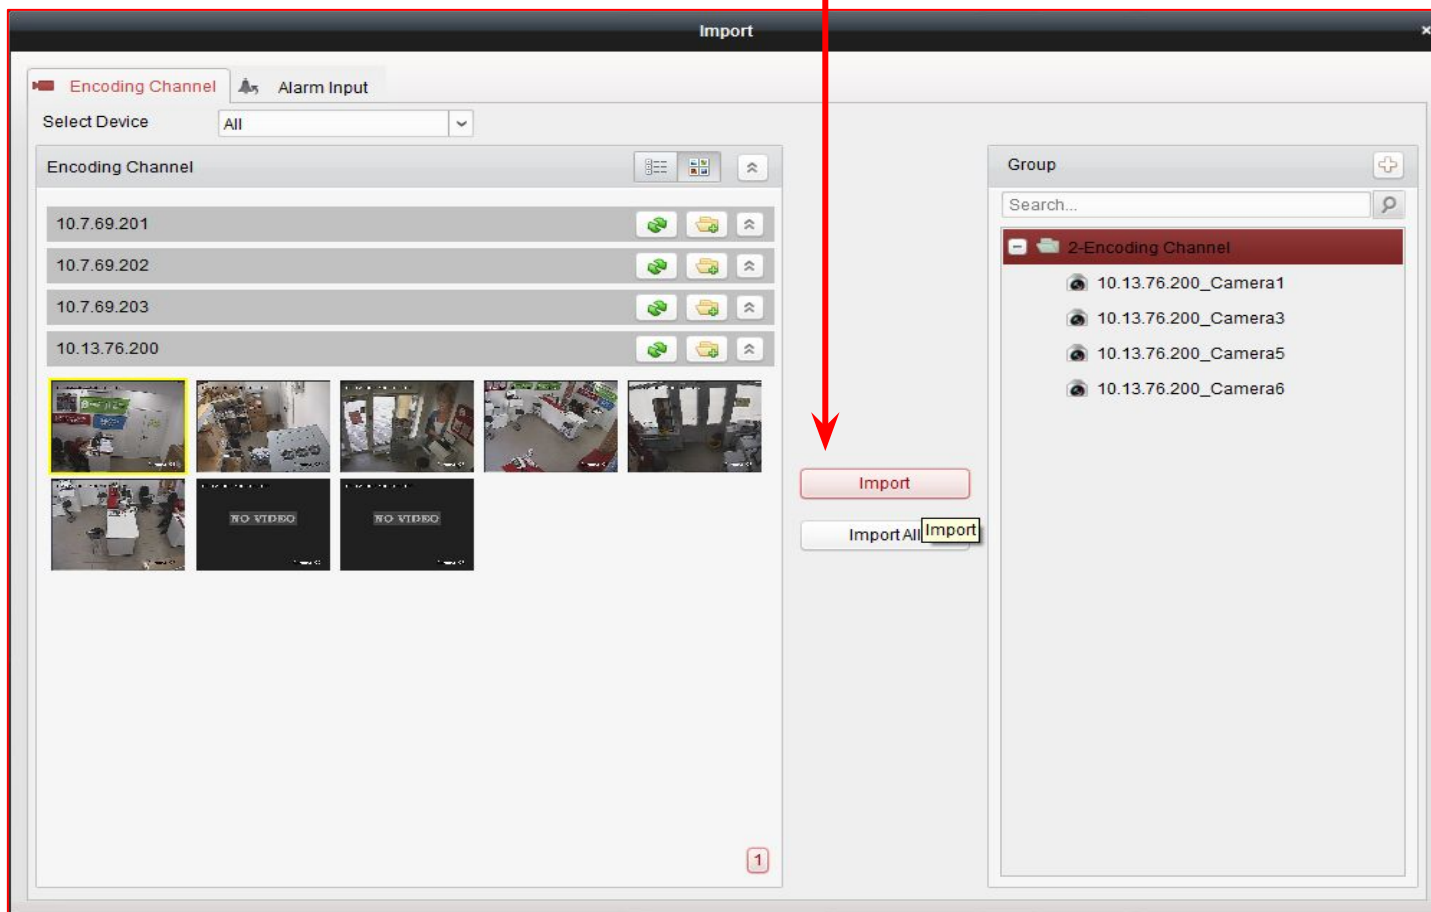 Import
Encoding Channel
Alarm Input
Select Device
All
Encoding Channel
10.7.69.201
10.7.69.202
10.7.69.203
10.13.76.200
NO VIDEO
NO VIDEO
1
Import
Import All
Import
Group
Search...
2-Encoding Channel
10.13.76.200_Camera1
10.13.76.200_Camera3
10.13.76.200_Camera5
10.13.76.200_Camera6